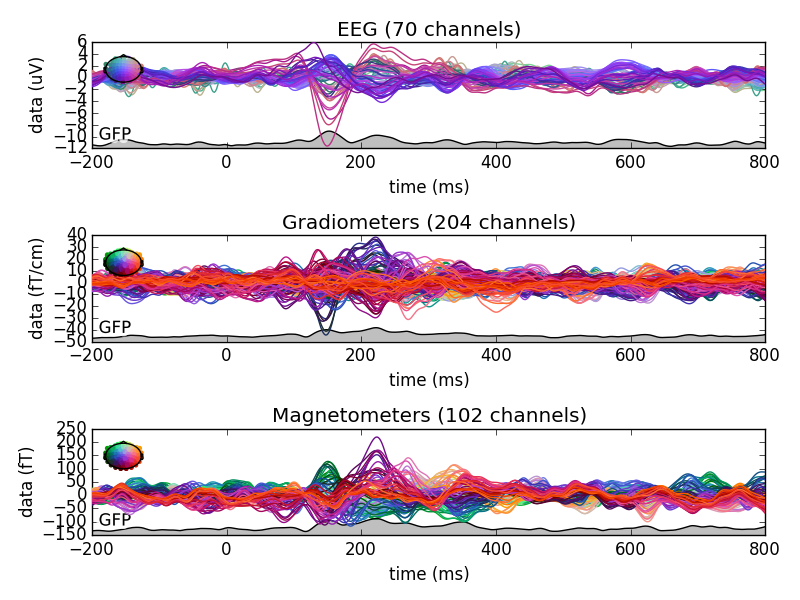 EEG (70 channels)
data (uV)
6
4
2
0
−2
−4
−6
−8
−10
−12
GFP
−200 0 200 400 600 800
time (ms)
Gradiometers (204 channels)
data (fT/cm)
40
30
20
10
0
−10
−20
−30
−40
−50
GFP
−200 0 200 400 600 800
time (ms)
Magnetometers (102 channels)
data (fT)
250
200
150
100
50
0
−50
−100
−150
GFP
−200 0 200 400 600 800
time (ms)